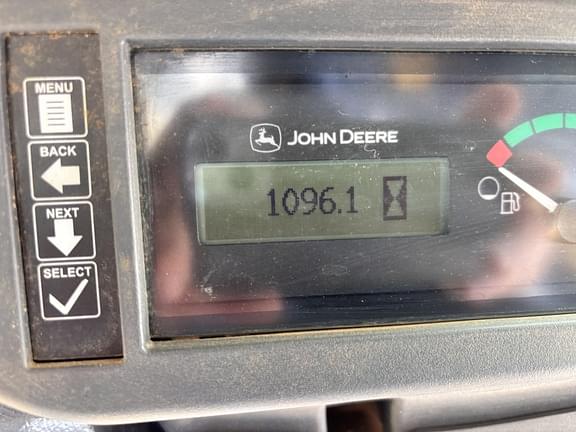 MENU
BACK
NEXT
SELECT
JOHN DEERE
1096.1